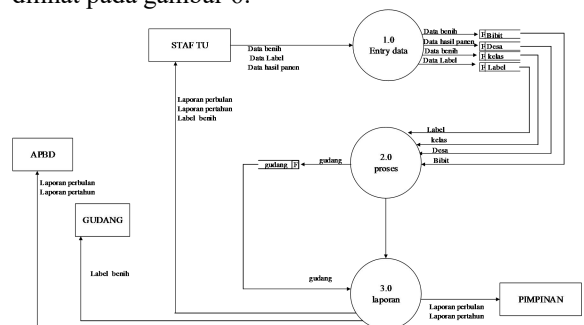 dilihat pada gambar 6.
STAF TU
Data benih
Data Label
Data hasil panen
1.0
Entry data
Data benih
Data hasil panen
Data benih
Data Label
F Bibit
F Desa
F kelas
F Label
Laporan perbulan
Laporan pertahun
Label benih
Label
kelas
Desa
Bibit
2.0
proses
gudang
gudang F
APBD
Laporan perbulan
Laporan pertahun
GUDANG
Label benih
gudang
3.0
laporan
Laporan perbulan
Laporan pertahun
PIMPINAN